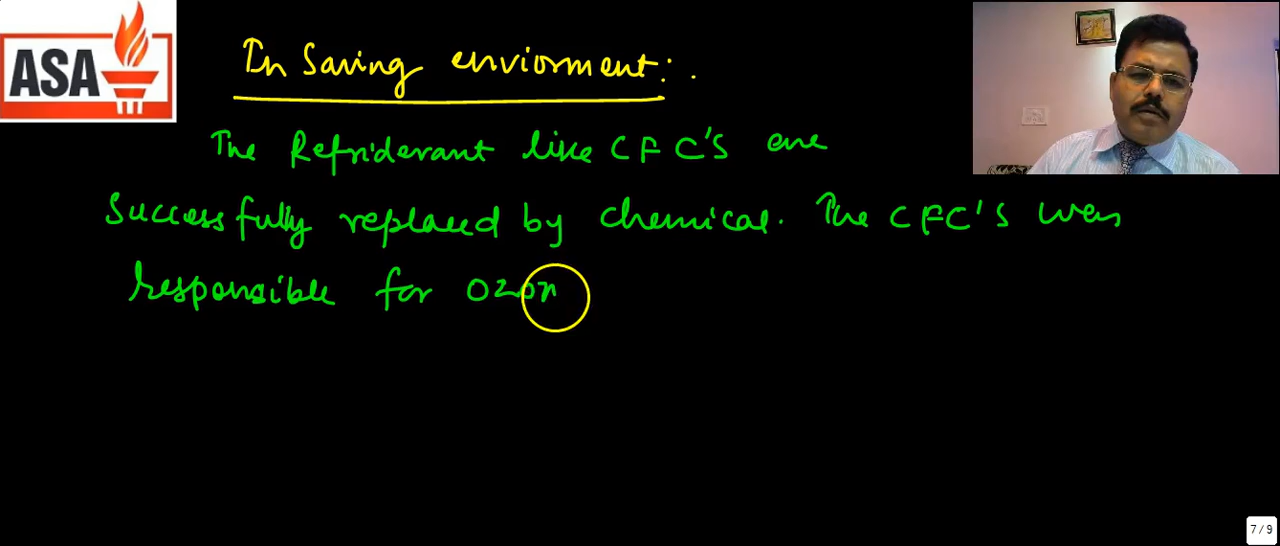 ASA
In Saving enviorment:.
The Refriderant like CFC's are
Successfully replaced by chemical. The CFC's were
responsible for ozon
7/9